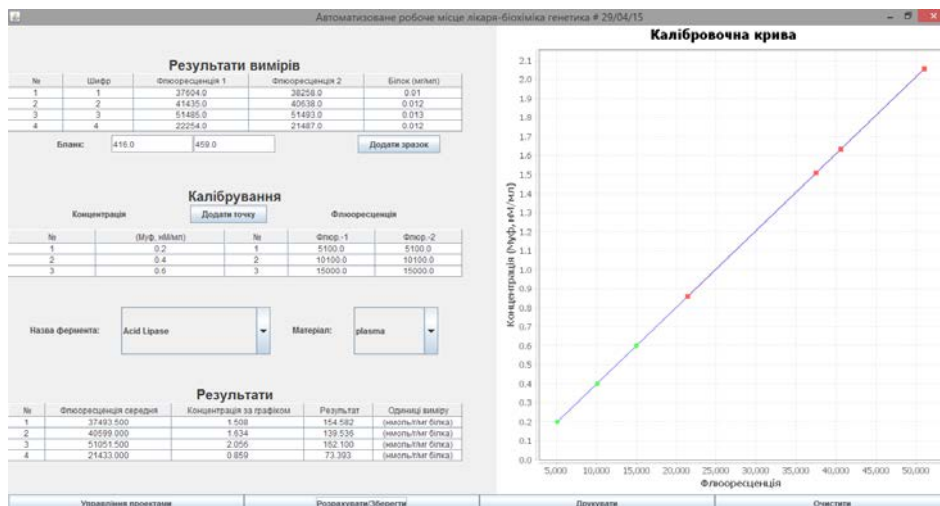 Автоматизоване робоче місце лікаря-біохіміка генетика # 29/04/15
Результати вимірів
№ Шифр Флюоресценція 1 Флюоресценція 2 Білок (мг/мл)
1 1 37604.0 38258.0 0.01
2 2 41435.0 40638.0 0.012
3 3 51485.0 51493.0 0.013
4 4 22254.0 21487.0 0.012
Бланк: 416.0 459.0 Додати зразок
Калібрування
Концентрація Додати точку Флюоресценція
№ (Муф, нМ/мл) № Флюр.-1 Флюр.-2
1 0.2 1 5100.0 5100.0
2 0.4 2 10100.0 10100.0
3 0.6 3 15000.0 15000.0
Назва фермента: Acid Lipase Матеріал: plasma
Результати
№ Флюоресценція середня Концентрація за графіком Результат Одиниці виміру
1 37493.500 1.508 154.582 (нмольл/мг білка)
2 40599.000 1.634 139.536 (нмольл/мг білка)
3 51051.500 2.056 162.100 (нмольл/мг білка)
4 21433.000 0.859 73.393 (нмольл/мг білка)
Калібровочна крива
Концентрація (Муф, нМ/мл)
2.1
2.0
1.9
1.8
1.7
1.6
1.5
1.4
1.3
1.2
1.1
1.0
0.9
0.8
0.7
0.6
0.5
0.4
0.3
0.2
0.1
0.0
5,000 10,000 15,000 20,000 25,000 30,000 35,000 40,000 45,000 50,000
Флюоресценція
Управління проектами Розрахувати/Зберегти Друкувати Очистити